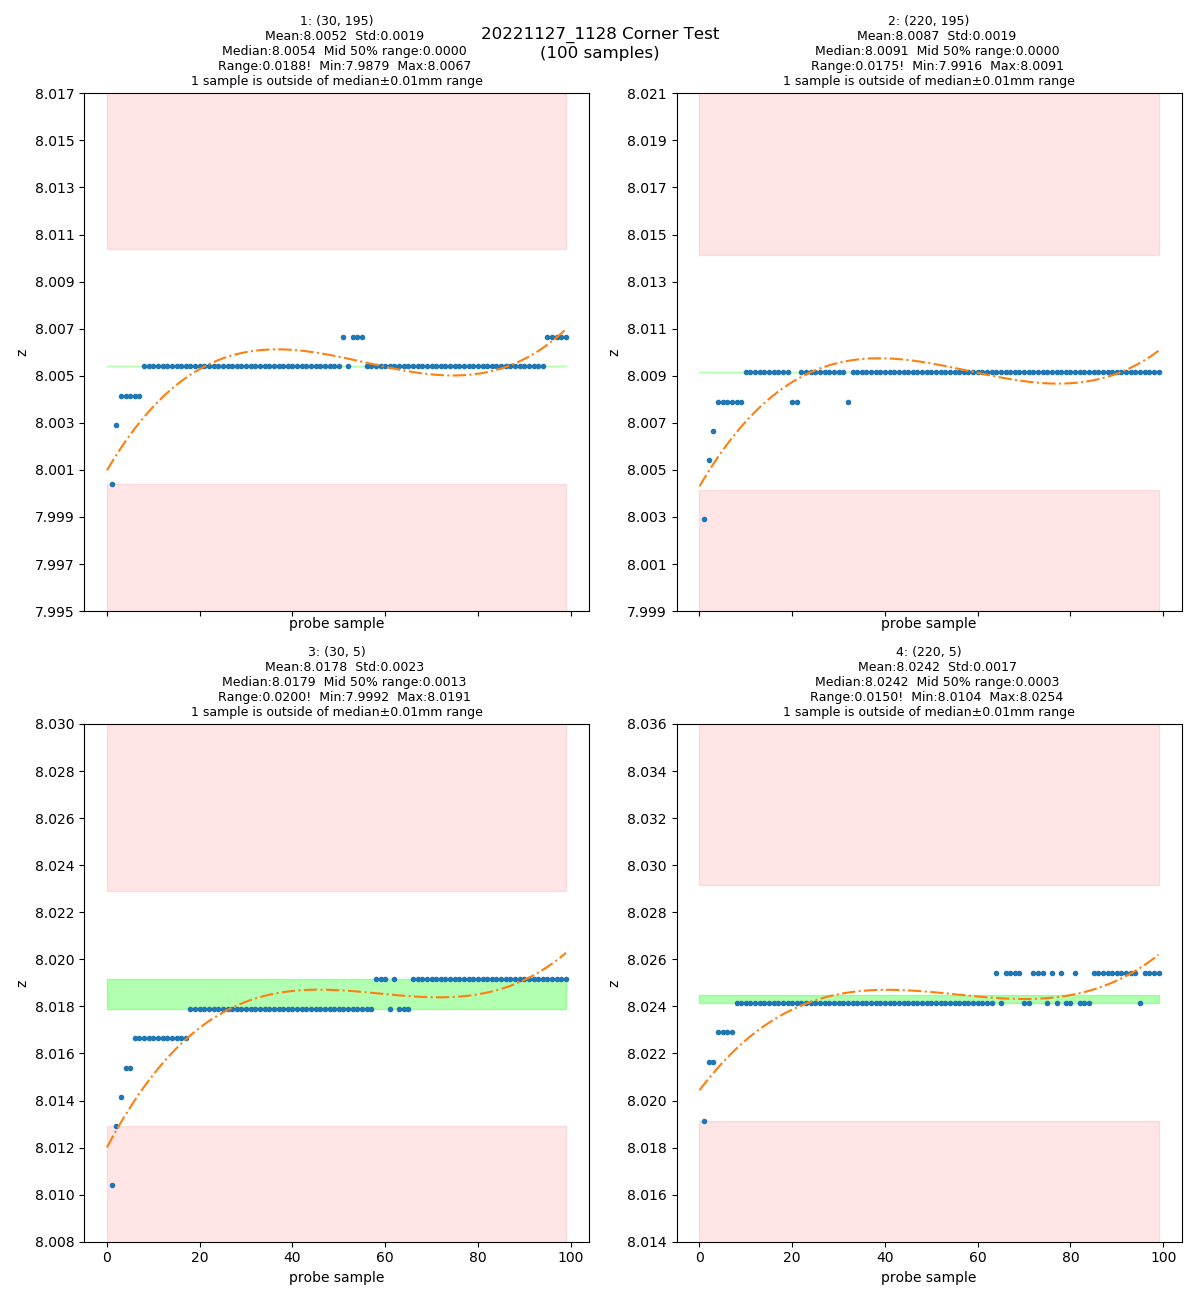 20221127_1128 Corner Test
(100 samples)
1: (30, 195)
Mean:8.0052 Std:0.0019
Median:8.0054 Mid 50% range:0.0000
Range:0.0188! Min:7.9879 Max:8.0067
1 sample is outside of median±0.01mm range
8.017
8.015
8.013
8.011
8.009
8.007
8.005
8.003
8.001
7.999
7.997
7.995
z
probe sample
2: (220, 195)
Mean:8.0087 Std:0.0019
Median:8.0091 Mid 50% range:0.0000
Range:0.0175! Min:7.9916 Max:8.0091
1 sample is outside of median±0.01mm range
8.021
8.019
8.017
8.015
8.013
8.011
8.009
8.007
8.005
8.003
8.001
7.999
z
probe sample
3: (30, 5)
Mean:8.0178 Std:0.0023
Median:8.0179 Mid 50% range:0.0013
Range:0.0200! Min:7.9992 Max:8.0191
1 sample is outside of median±0.01mm range
8.030
8.028
8.026
8.024
8.022
8.020
8.018
8.016
8.014
8.012
8.010
8.008
z
0 20 40 60 80 100
probe sample
4: (220, 5)
Mean:8.0242 Std:0.0017
Median:8.0242 Mid 50% range:0.0003
Range:0.0150! Min:8.0104 Max:8.0254
1 sample is outside of median±0.01mm range
8.036
8.034
8.032
8.030
8.028
8.026
8.024
8.022
8.020
8.018
8.016
8.014
z
0 20 40 60 80 100
probe sample